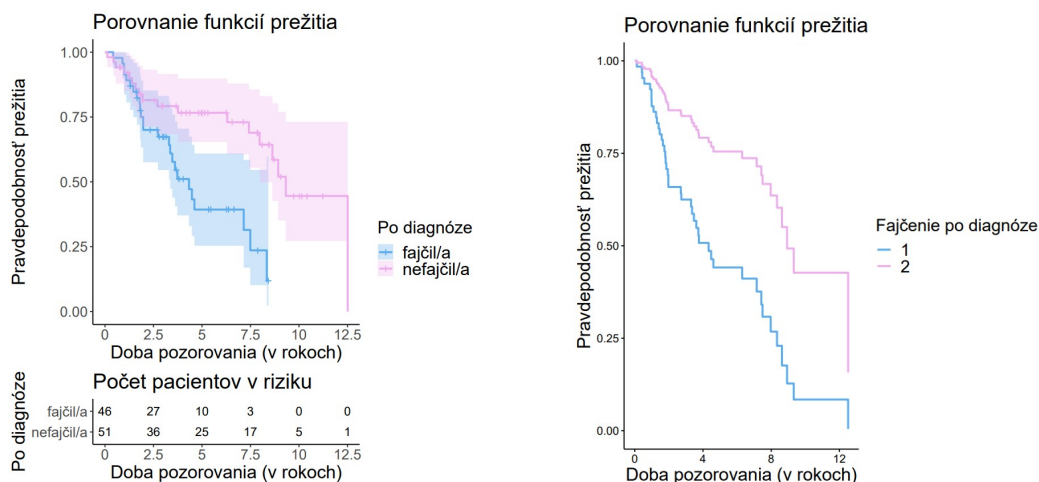 Porovnanie funkcií prežitia
Pravdepodobnosť prežitia
1.00
0.75
0.50
0.25
0.00
0
2.5
5
7.5
10
12.5
Doba pozorovania (v rokoch)
Po diagnóze
fajčil/a
nefajčil/a
Počet pacientov v riziku
Po diagnóze
fajčil/a 46 27 10 3 0 0
nefajčil/a 51 36 25 17 5 1
0 2.5 5 7.5 10 12.5
Doba pozorovania (v rokoch)
Porovnanie funkcií prežitia
Pravdepodobnosť prežitia
1.00
0.75
0.50
0.25
0.00
0 4 8 12
Doba pozorovania (v rokoch)
Fajčenie po diagnóze
1
2